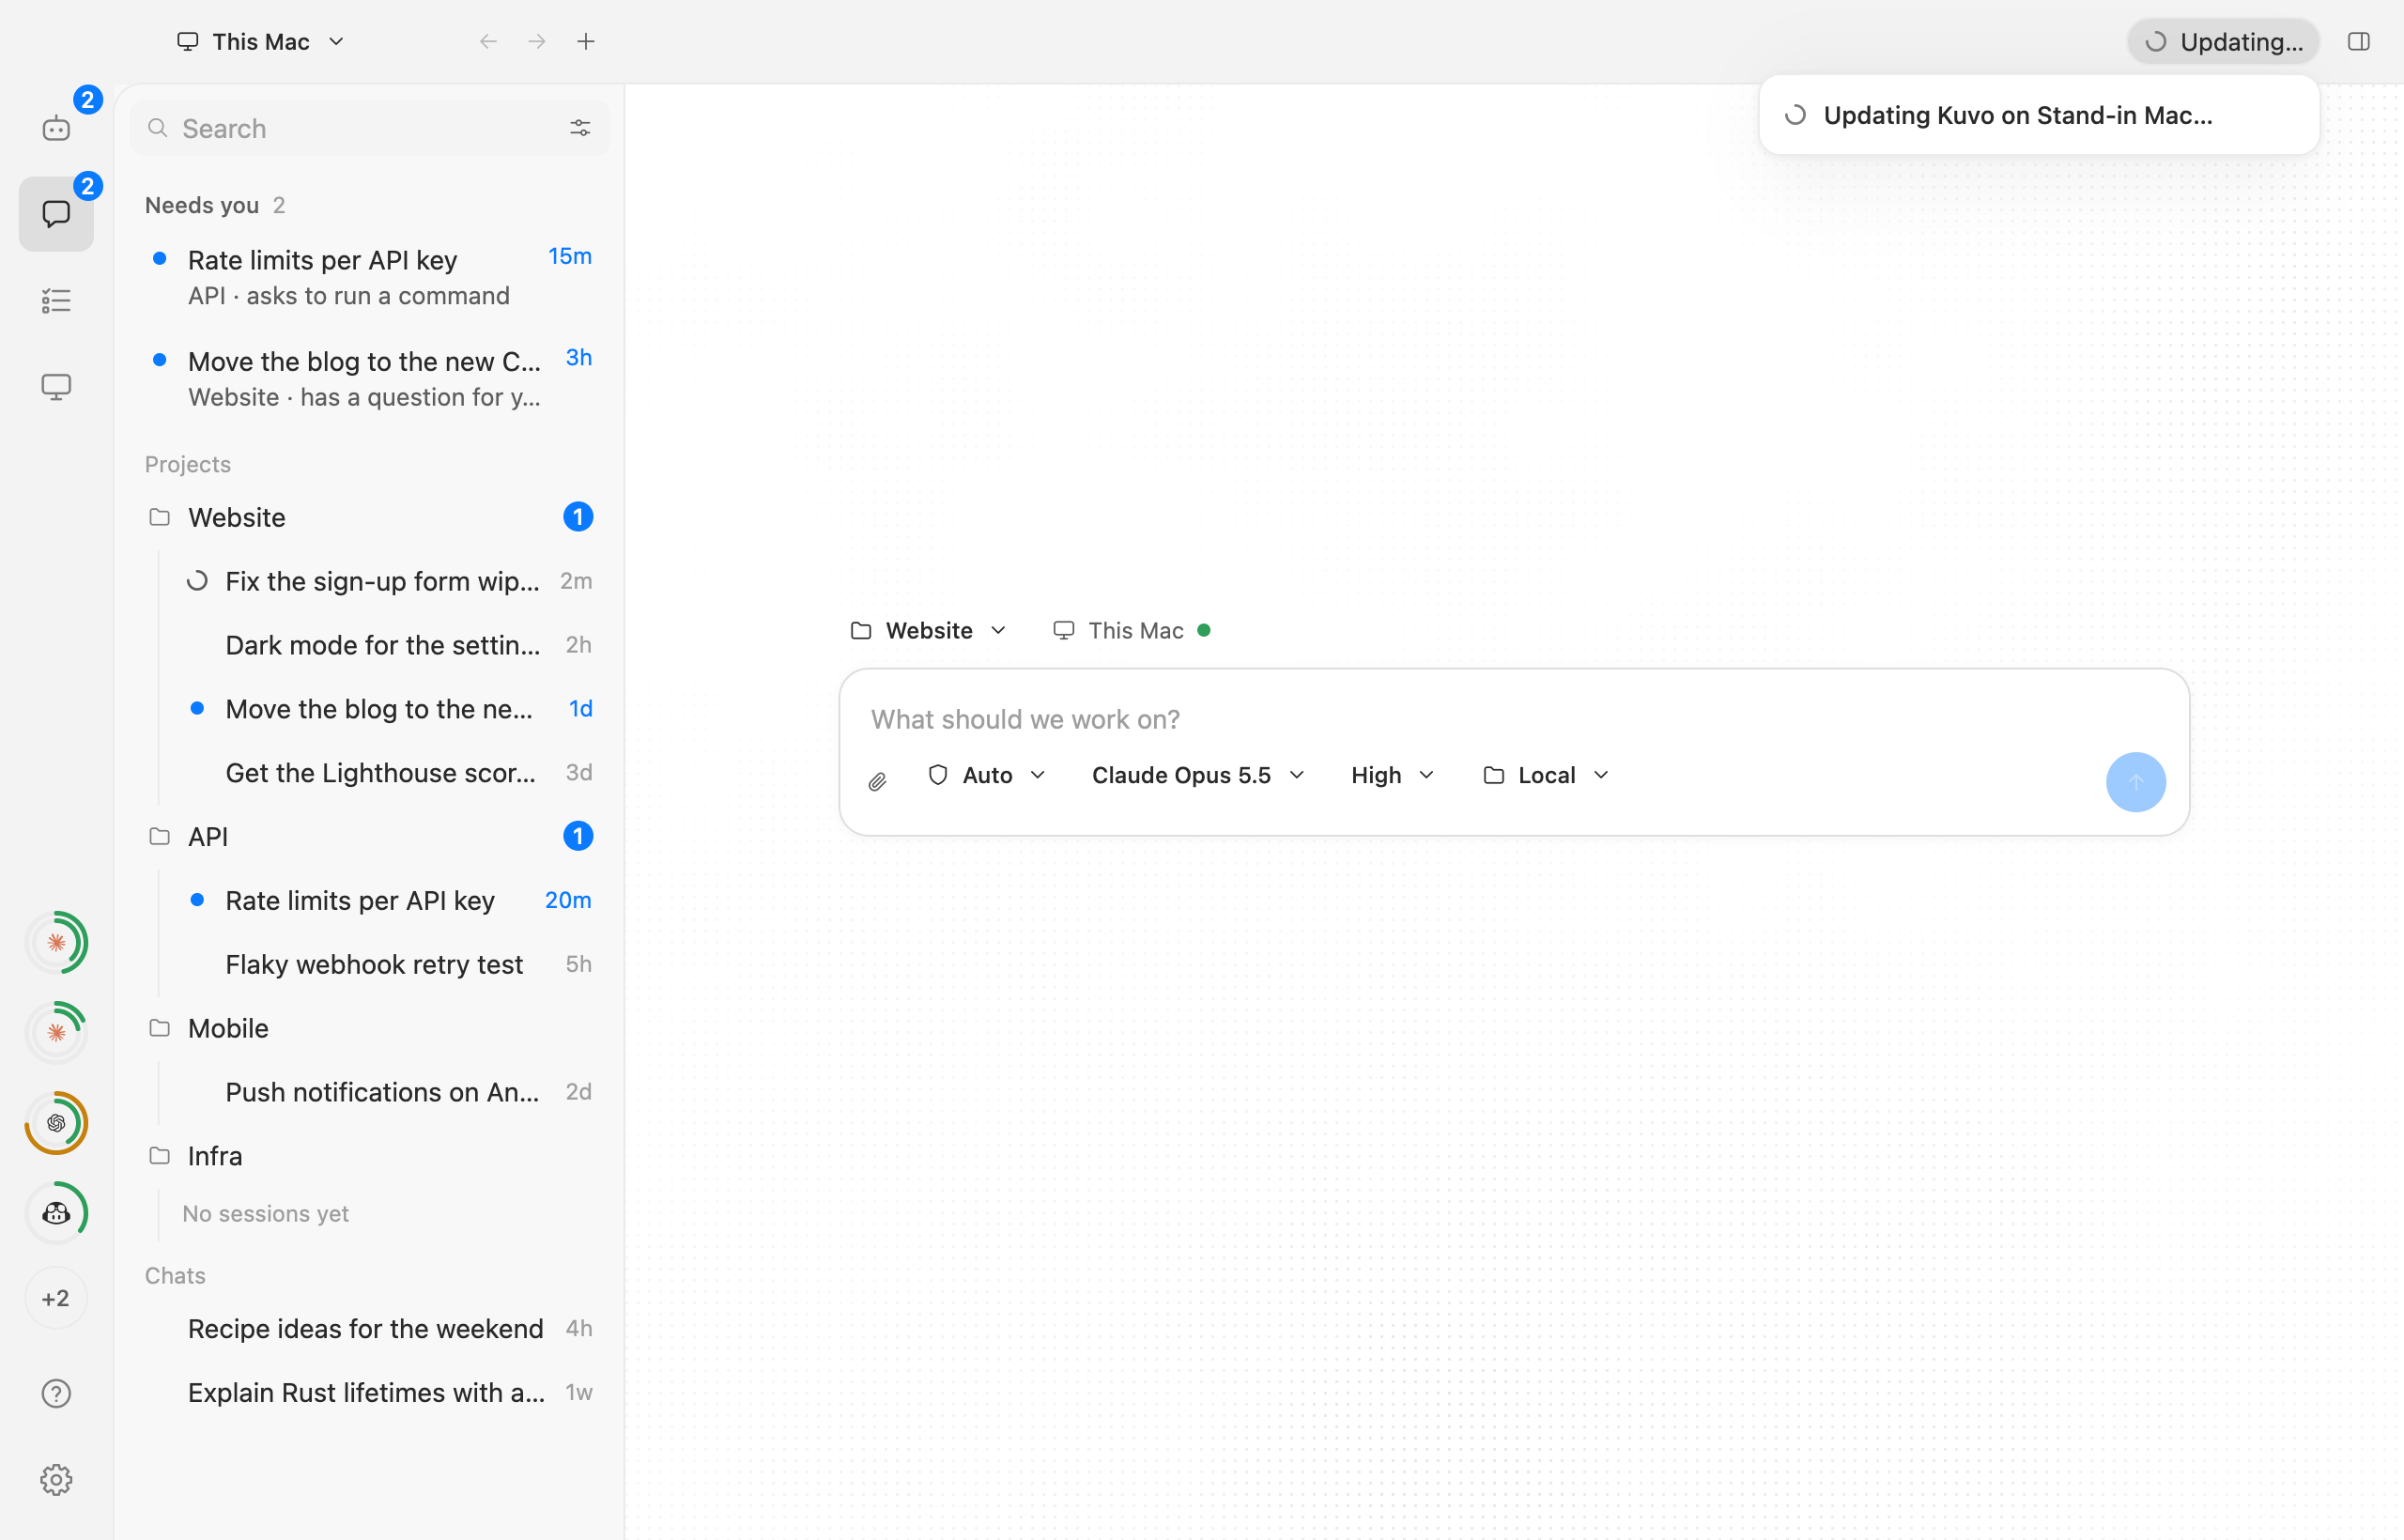 This Mac
Updating...
Updating Kuvo on Stand-in Mac...
2
2
Search
Needs you 2
Rate limits per API key 15m
API · asks to run a command
Move the blog to the new C... 3h
Website · has a question for y...
Projects
Website 1
Fix the sign-up form wip... 2m
Dark mode for the settin... 2h
Move the blog to the ne... 1d
Get the Lighthouse scor... 3d
API 1
Rate limits per API key 20m
Flaky webhook retry test 5h
Mobile
Push notifications on An... 2d
Infra
No sessions yet
Chats
Recipe ideas for the weekend 4h
Explain Rust lifetimes with a... 1w
+2
Website This Mac
What should we work on?
Auto Claude Opus 5.5 High Local